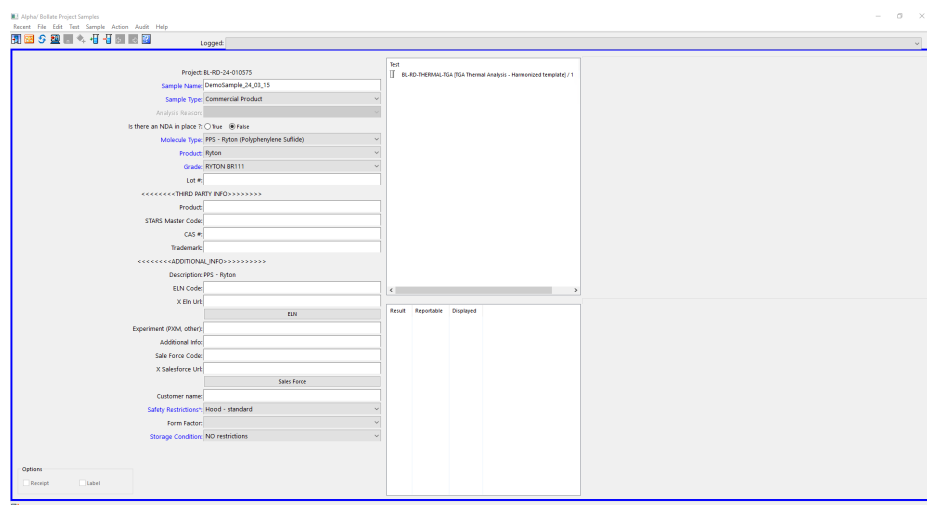 Alpha! Bollate Project Samples
Recent File Edit Test Sample Action Audit Help
Logged:
Project: BL-RD-24-010575
Sample Name: DemoSample_24_03_15
Sample Type: Commercial Product
Analysis Reason:
Is there an NDA in place ?: True False
Molecule Type: PPS - Ryton (Polyphenylene Suflide)
Product: Ryton
Grade: RYTON BR111
Lot #:
<<<<<<<<THIRD PARTY INFO>>>>>>>>
Product:
STARS Master Code:
CAS #:
Trademark:
<<<<<<<<ADDITIONAL_INFO>>>>>>>>>>
Description: PPS - Ryton
ELN Code:
X Eln Url:
ELN
Experiment (PXM, other):
Additional Info:
Sale Force Code:
X Salesforce Url:
Sales Force
Customer name:
Safety Restrictions*: Hood - standard
Form Factor:
Storage Condition: NO restrictions
Options
Receipt Label
Test
BL-RD-THERMAL-TGA [TGA Thermal Analysis - Harmonized template] / 1
Result Reportable Displayed